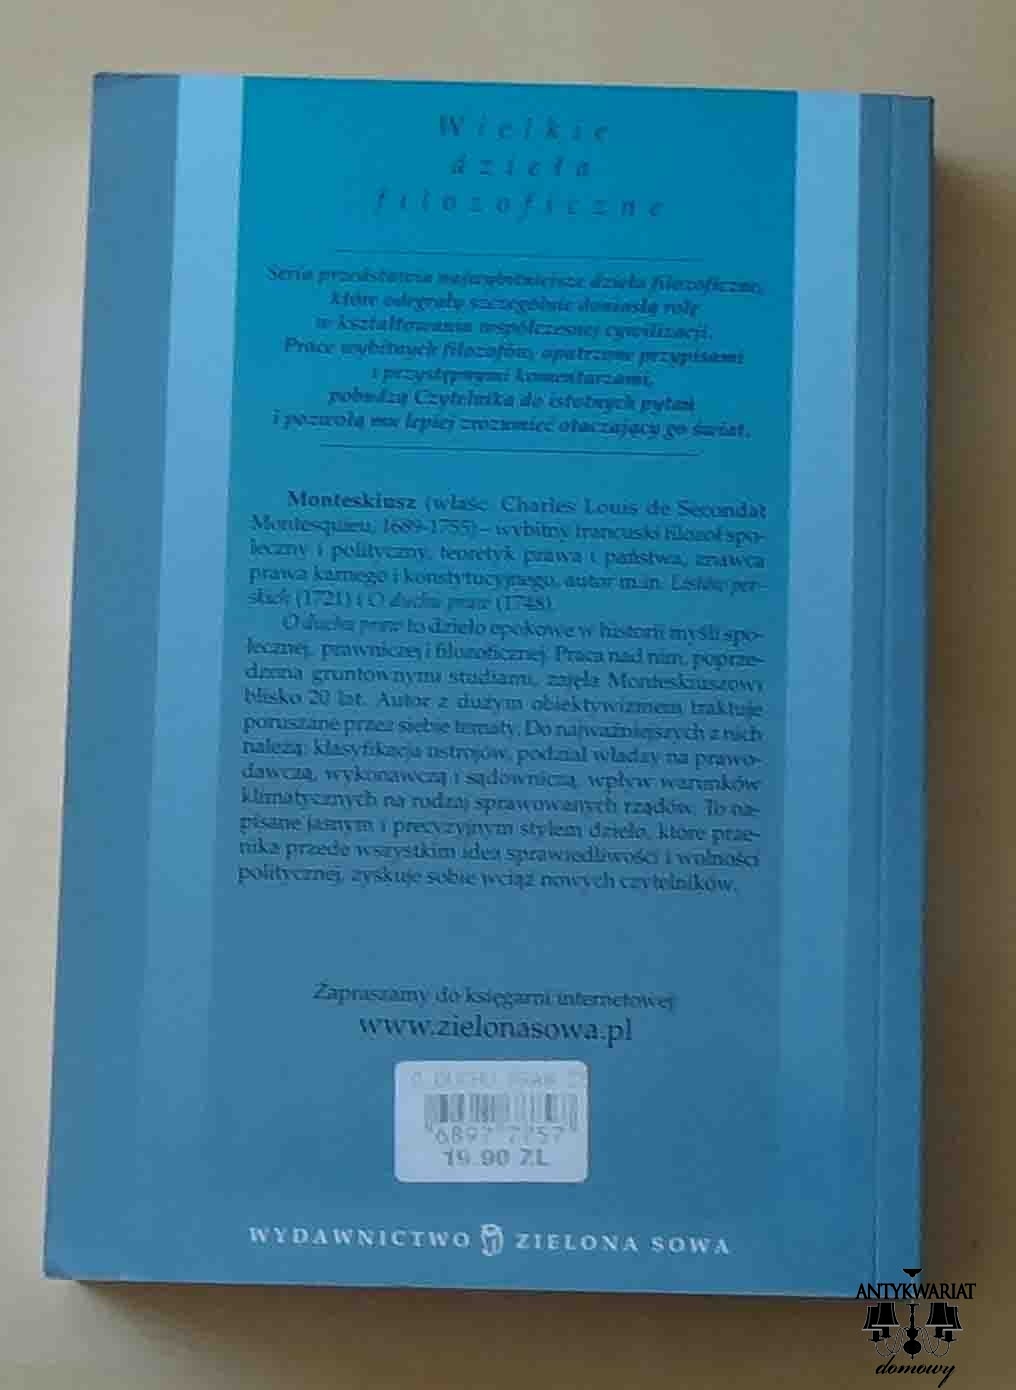 Wielkie
dzieła
filozoficzne
Seria przedstawia najwybitniejsze dzieła filozoficzne,
które odegrały szczególnie doniosłą rolę
w kształtowaniu współczesnej cywilizacji.
Prace wybitnych filozofów, opatrzone przypisami
i przystępnymi komentarzami,
pobudzą Czytelnika do istotnych pytań
i pozwolą mu lepiej zrozumieć otaczający go świat.
Monteskiusz (właśc. Charles Louis de Secondat
Montesquieu, 1689-1755) – wybitny francuski filozof spo-
łeczny i polityczny, teoretyk prawa i państwa, znawca
prawa karnego i konstytucyjnego, autor m.in. Listów per-
skich (1721) i O duchu praw (1748).
O duchu praw to dzieło epokowe w historii myśli spo-
łecznej, prawniczej i filozoficznej. Praca nad nim, poprze-
dzona gruntownymi studiami, zajęła Monteskiuszowi
blisko 20 lat. Autor z dużym obiektywizmem traktuje
poruszane przez siebie tematy. Do najważniejszych z nich
należą: klasyfikacja ustrojów, podział władzy na prawo-
dawczą, wykonawczą i sądowniczą, wpływ warunków
klimatycznych na rodzaj sprawowanych rządów. To na-
pisane jasnym i precyzyjnym stylem dzieło, które prze-
nika przede wszystkim idea sprawiedliwości i wolności
politycznej, zyskuje sobie wciąż nowych czytelników.
Zapraszamy do księgarni internetowej
www.zielonasowa.pl
O DUCHU PRAW
6897 7757
19.90 ZL
WYDAWNICTWO ZIELONA SOWA
ANTYKWARIAT
domowy